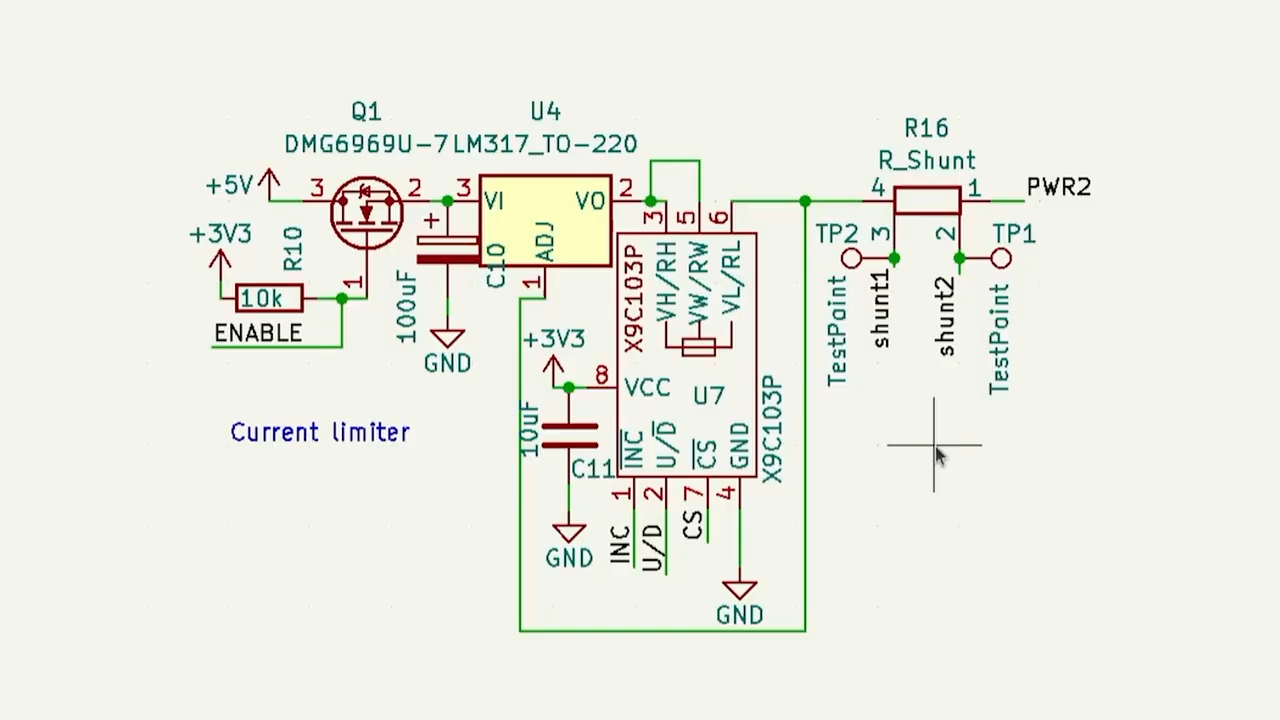 Q1
DMG6969U-7
U4
LM317_TO-220
R16
R_Shunt
+5V
3
2
3
VI
VO
2
ADJ
1
+
C10
100uF
GND
+3V3
R10
10k
1
ENABLE
3
5
6
X9C103P
VH/RH
VW/RW
VL/RL
4
1
PWR2
TP2
3
2
TP1
TestPoint
shunt1
shunt2
TestPoint
+3V3
8
VCC
U7
X9C103P
10uF
C11
GND
INC
U/D
CS
GND
1
2
7
4
INC
U/D
CS
GND
Current limiter